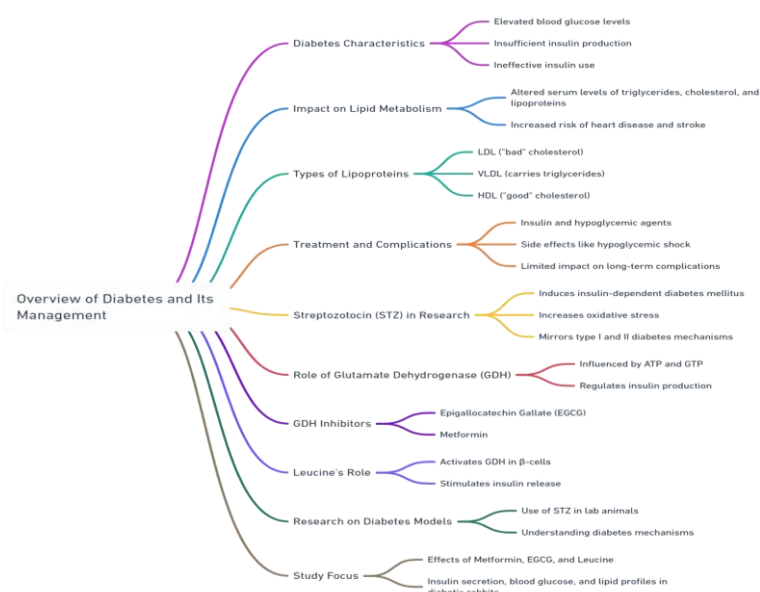 Overview of Diabetes and Its
Management
Diabetes Characteristics
Elevated blood glucose levels
Insufficient insulin production
Ineffective insulin use
Impact on Lipid Metabolism
Altered serum levels of triglycerides, cholesterol, and
lipoproteins
Increased risk of heart disease and stroke
Types of Lipoproteins
LDL ("bad" cholesterol)
VLDL (carries triglycerides)
HDL ("good" cholesterol)
Treatment and Complications
Insulin and hypoglycemic agents
Side effects like hypoglycemic shock
Limited impact on long-term complications
Streptozotocin (STZ) in Research
Induces insulin-dependent diabetes mellitus
Increases oxidative stress
Mirrors type I and II diabetes mechanisms
Role of Glutamate Dehydrogenase (GDH)
Influenced by ATP and GTP
Regulates insulin production
GDH Inhibitors
Epigallocatechin Gallate (EGCG)
Metformin
Leucine's Role
Activates GDH in β-cells
Stimulates insulin release
Research on Diabetes Models
Use of STZ in lab animals
Understanding diabetes mechanisms
Study Focus
Effects of Metformin, EGCG, and Leucine
Insulin secretion, blood glucose, and lipid profiles in
diabetic rabbits